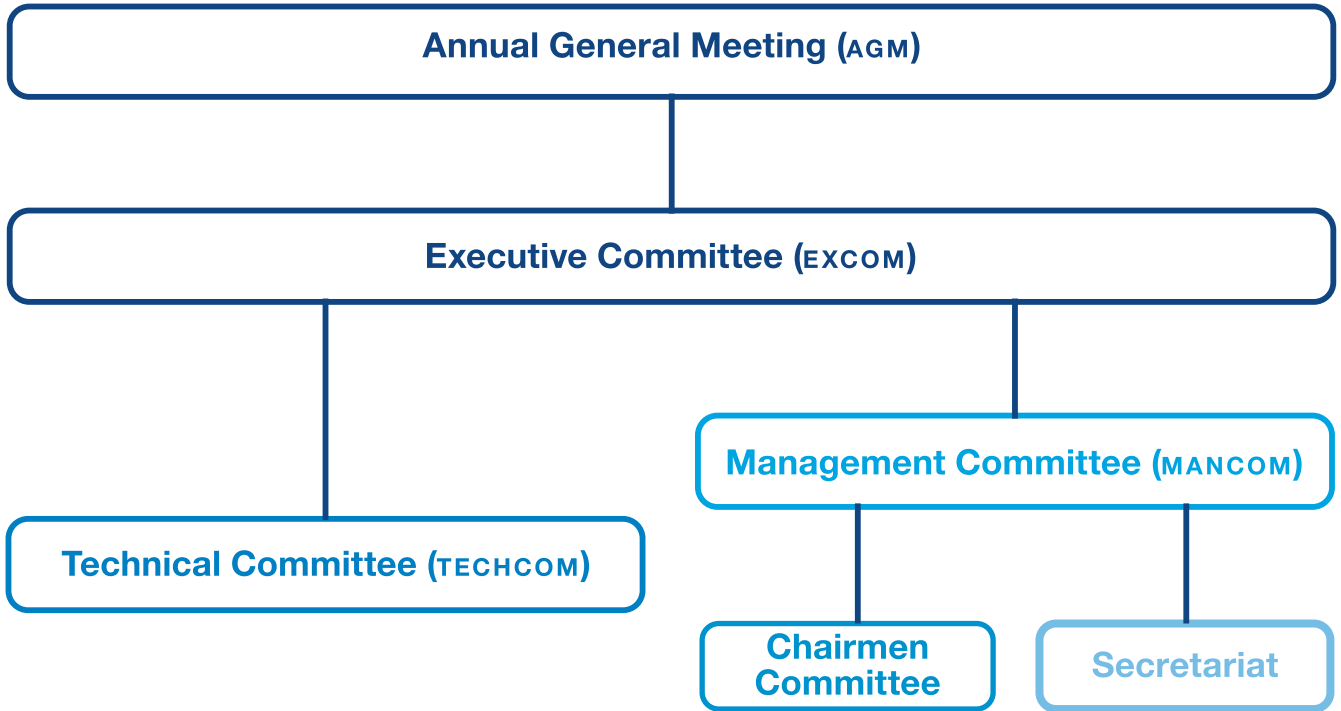 Annual General Meeting (AGM)
Executive Committee (EXCOM)
Management Committee (MANCOM)
Technical Committee (TECHCOM)
Chairmen
Committee
Secretariat